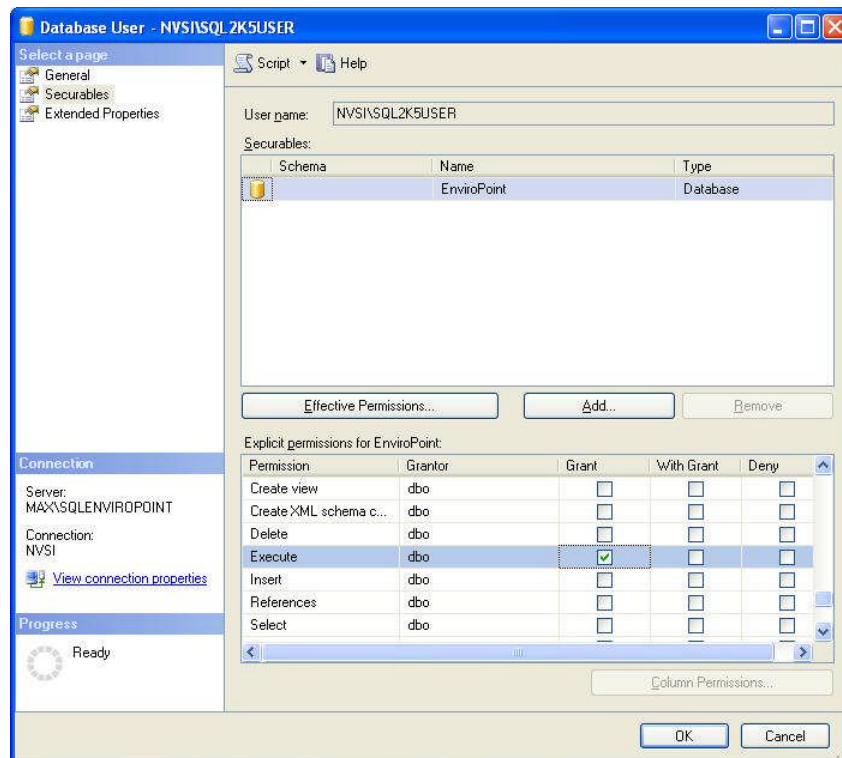 Database User - NVSI\SQL2K5USER
Select a page
General
Securables
Extended Properties
Script Help
User name: NVSI\SQL2K5USER
Securables:
Schema Name Type
EnviroPoint Database
Effective Permissions... Add... Remove
Explicit permissions for EnviroPoint:
Permission Grantor Grant With Grant Deny
Create view dbo
Create XML schema c... dbo
Delete dbo
Execute dbo
Insert dbo
References dbo
Select dbo
Column Permissions...
Connection
Server:
MAX\SQLENVIROPOINT
Connection:
NVSI
View connection properties
Progress
Ready
OK Cancel